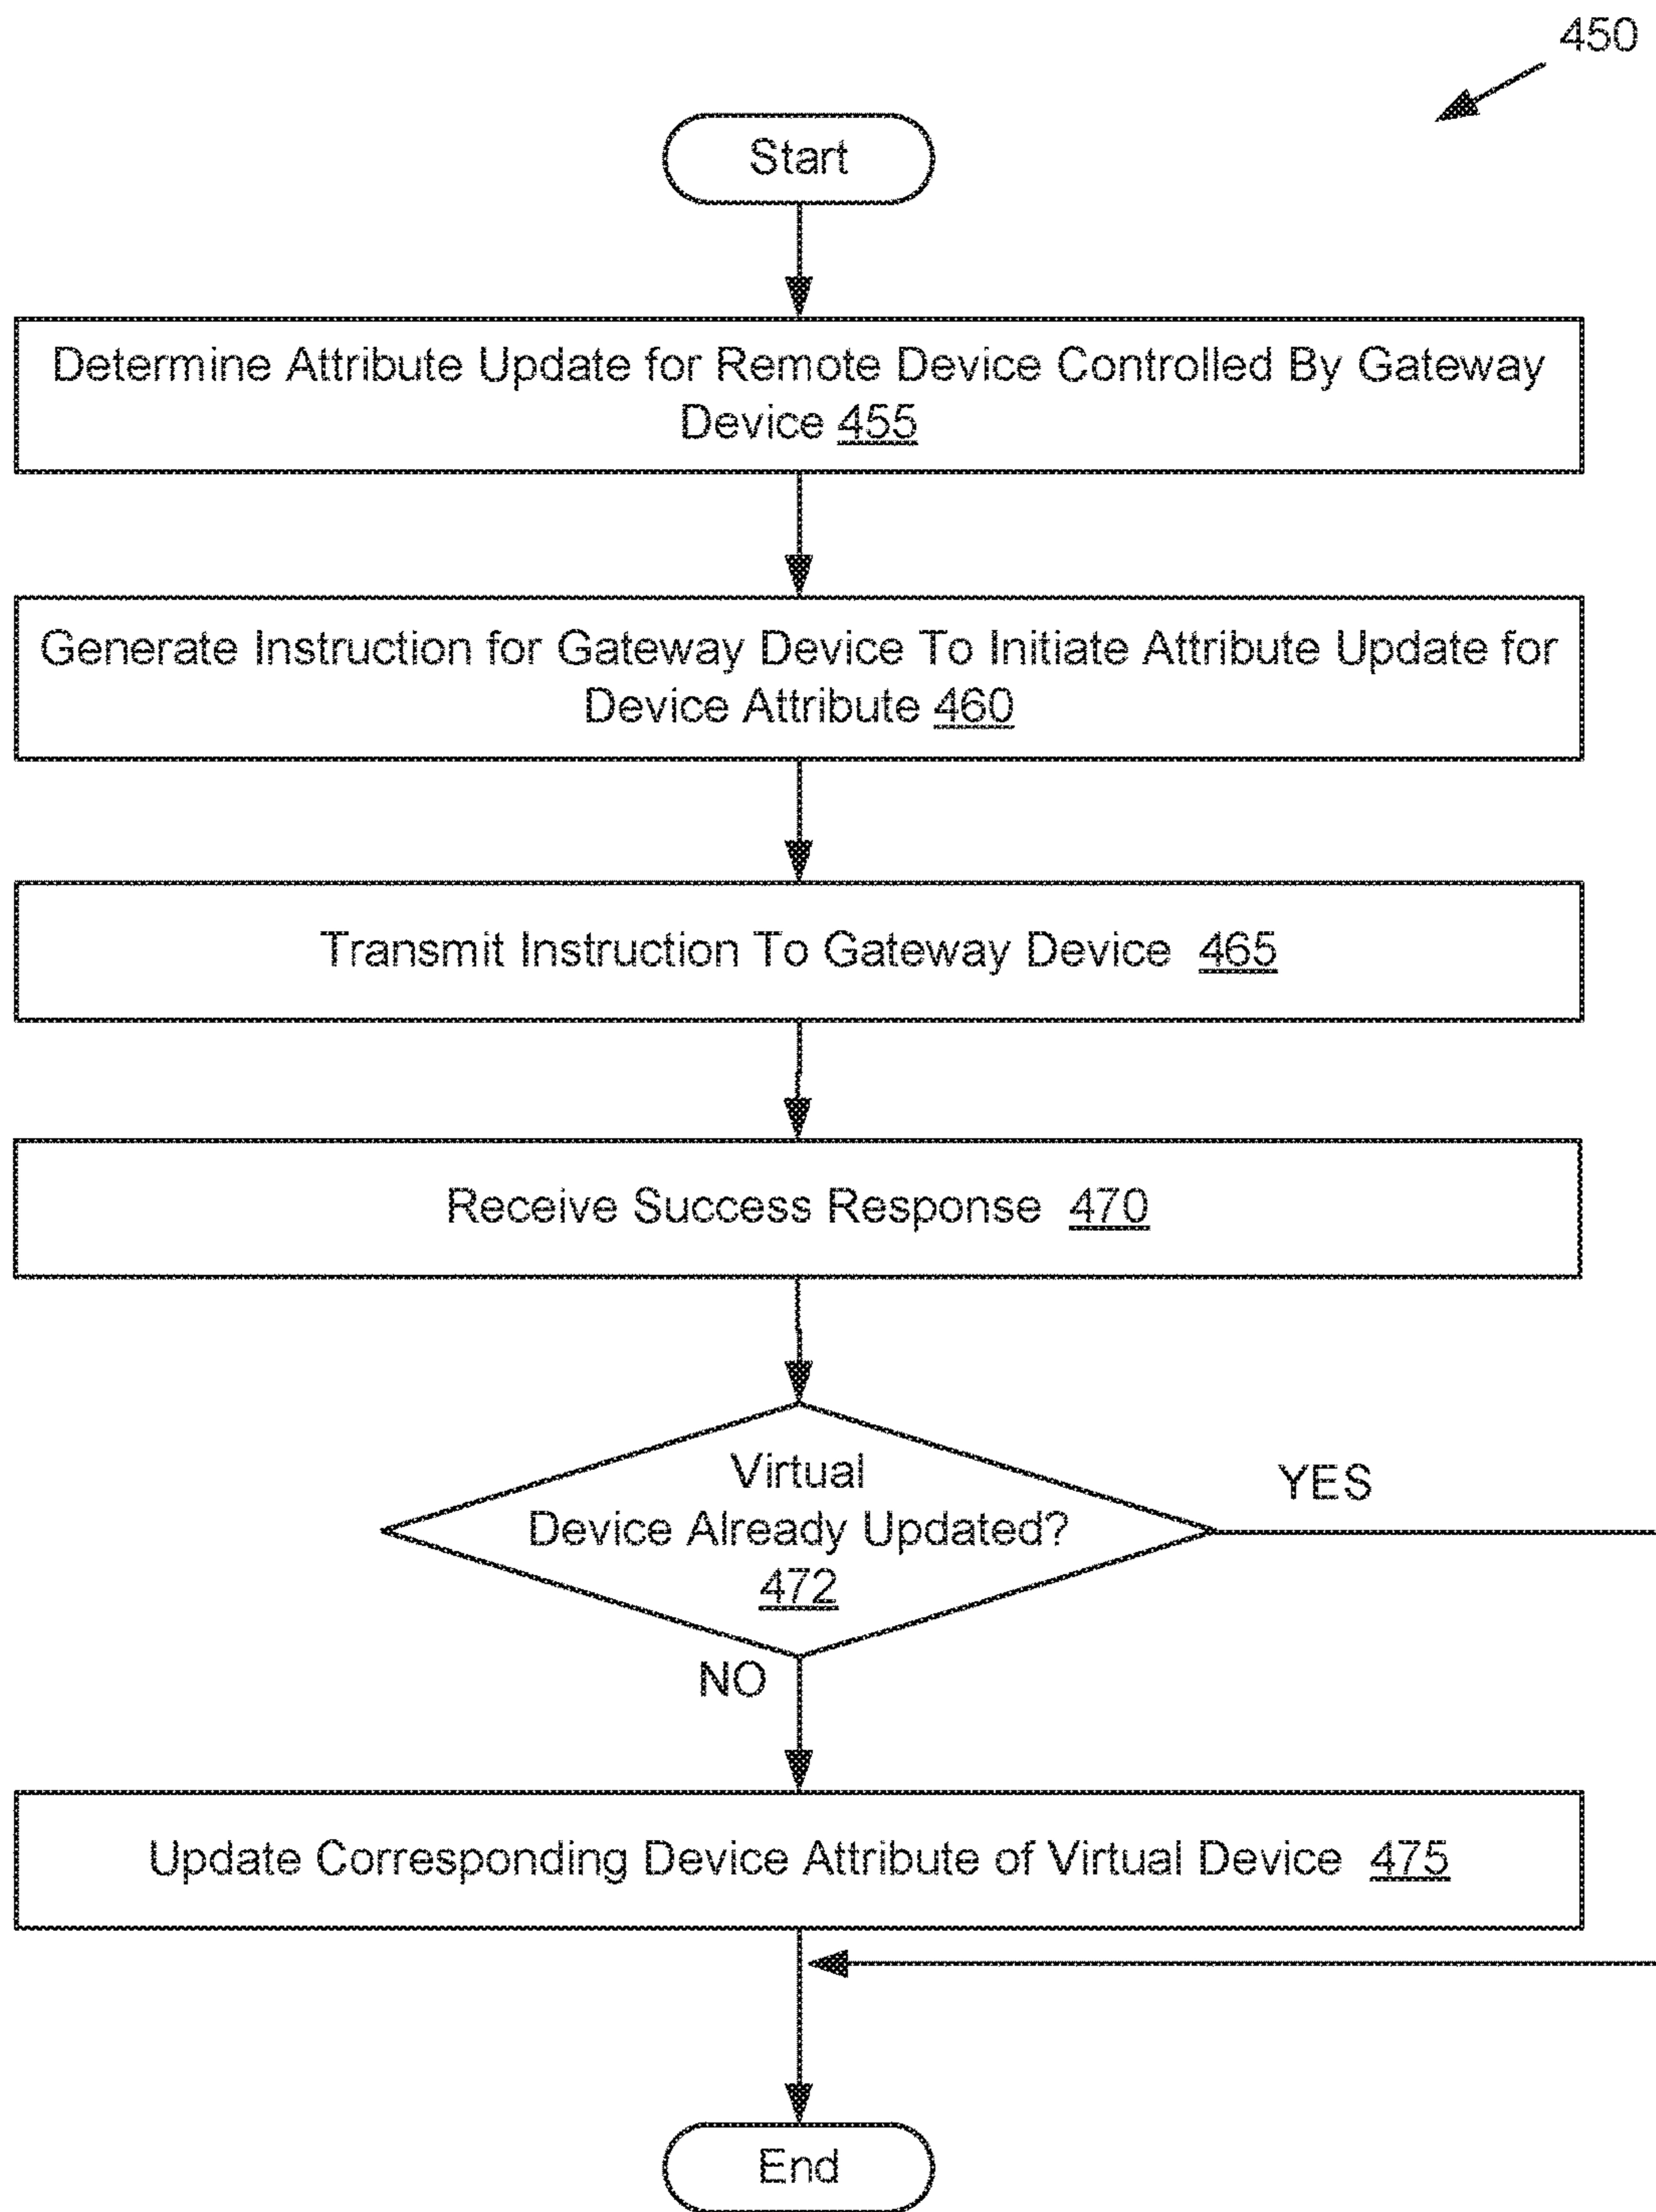 450
Start
Determine Attribute Update for Remote Device Controlled By Gateway
Device 455
Generate Instruction for Gateway Device To Initiate Attribute Update for
Device Attribute 460
Transmit Instruction To Gateway Device 465
Receive Success Response 470
Virtual
Device Already Updated?
472
YES
NO
Update Corresponding Device Attribute of Virtual Device 475
End